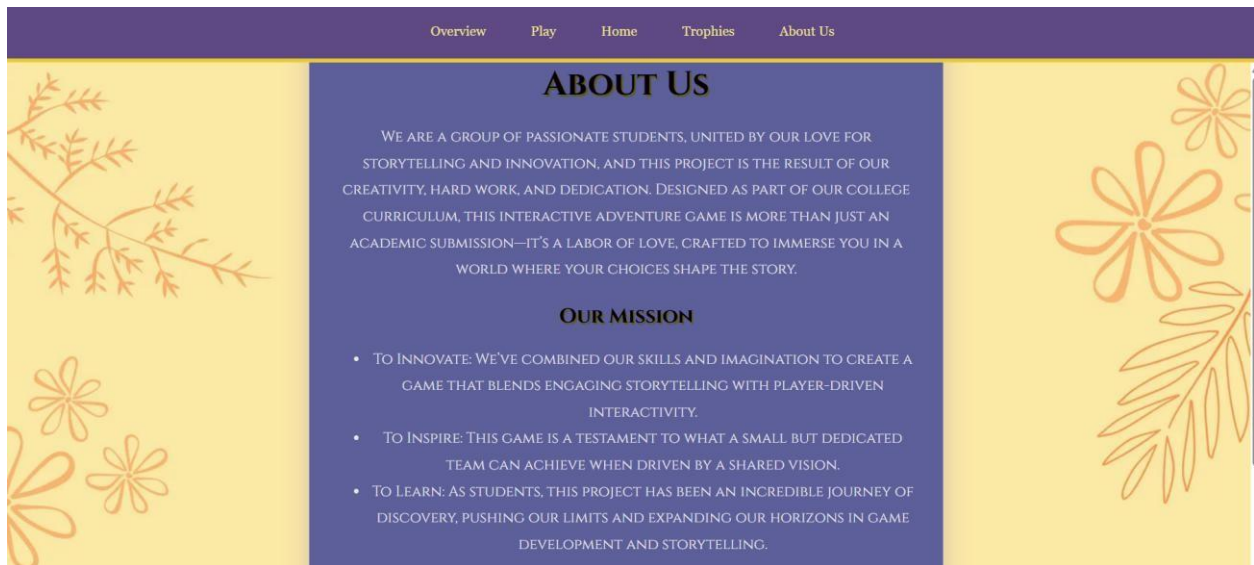 Overview Play Home Trophies About Us
About Us
We are a group of passionate students, united by our love for
storytelling and innovation, and this project is the result of our
creativity, hard work, and dedication. Designed as part of our college
curriculum, this interactive adventure game is more than just an
academic submission—it's a labor of love, crafted to immerse you in a
world where your choices shape the story.
Our Mission
• To Innovate: We've combined our skills and imagination to create a
game that blends engaging storytelling with player-driven
interactivity.
• To Inspire: This game is a testament to what a small but dedicated
team can achieve when driven by a shared vision.
• To Learn: As students, this project has been an incredible journey of
discovery, pushing our limits and expanding our horizons in game
development and storytelling.